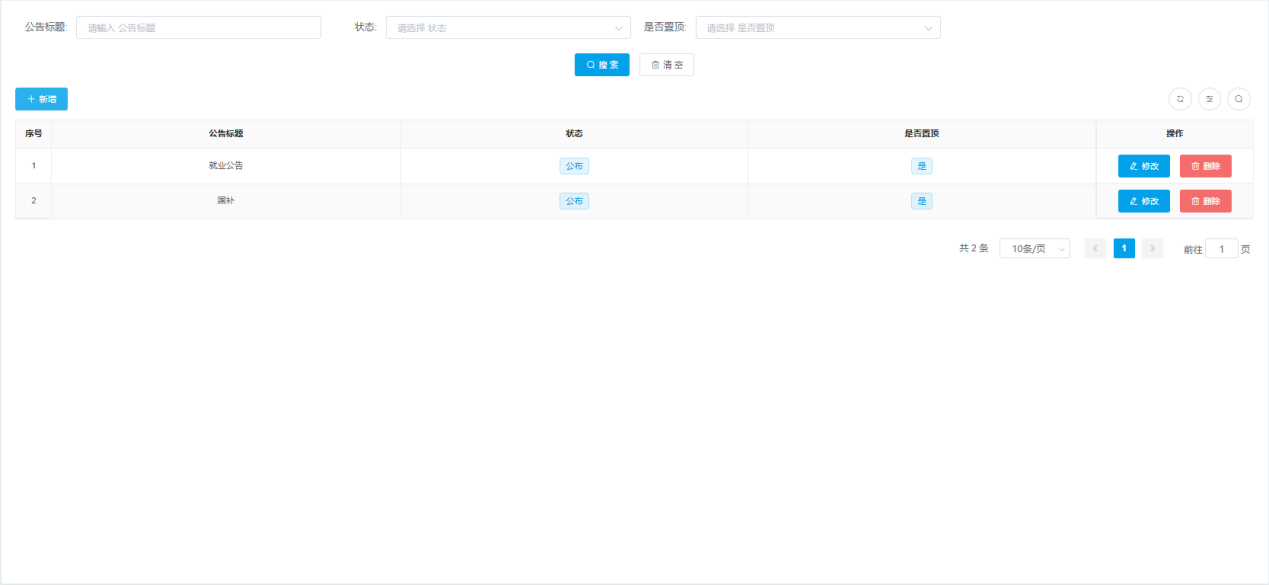 公告标题: 请输入 公告标题 状态: 请选择 状态 是否置顶: 请选择 是否置顶
搜 索 清 空
新增
序号 公告标题 状态 是否置顶 操作
1 就业公告 公布 是 修改 删除
2 国补 公布 是 修改 删除
共 2 条 10条/页 1 前往 1 页